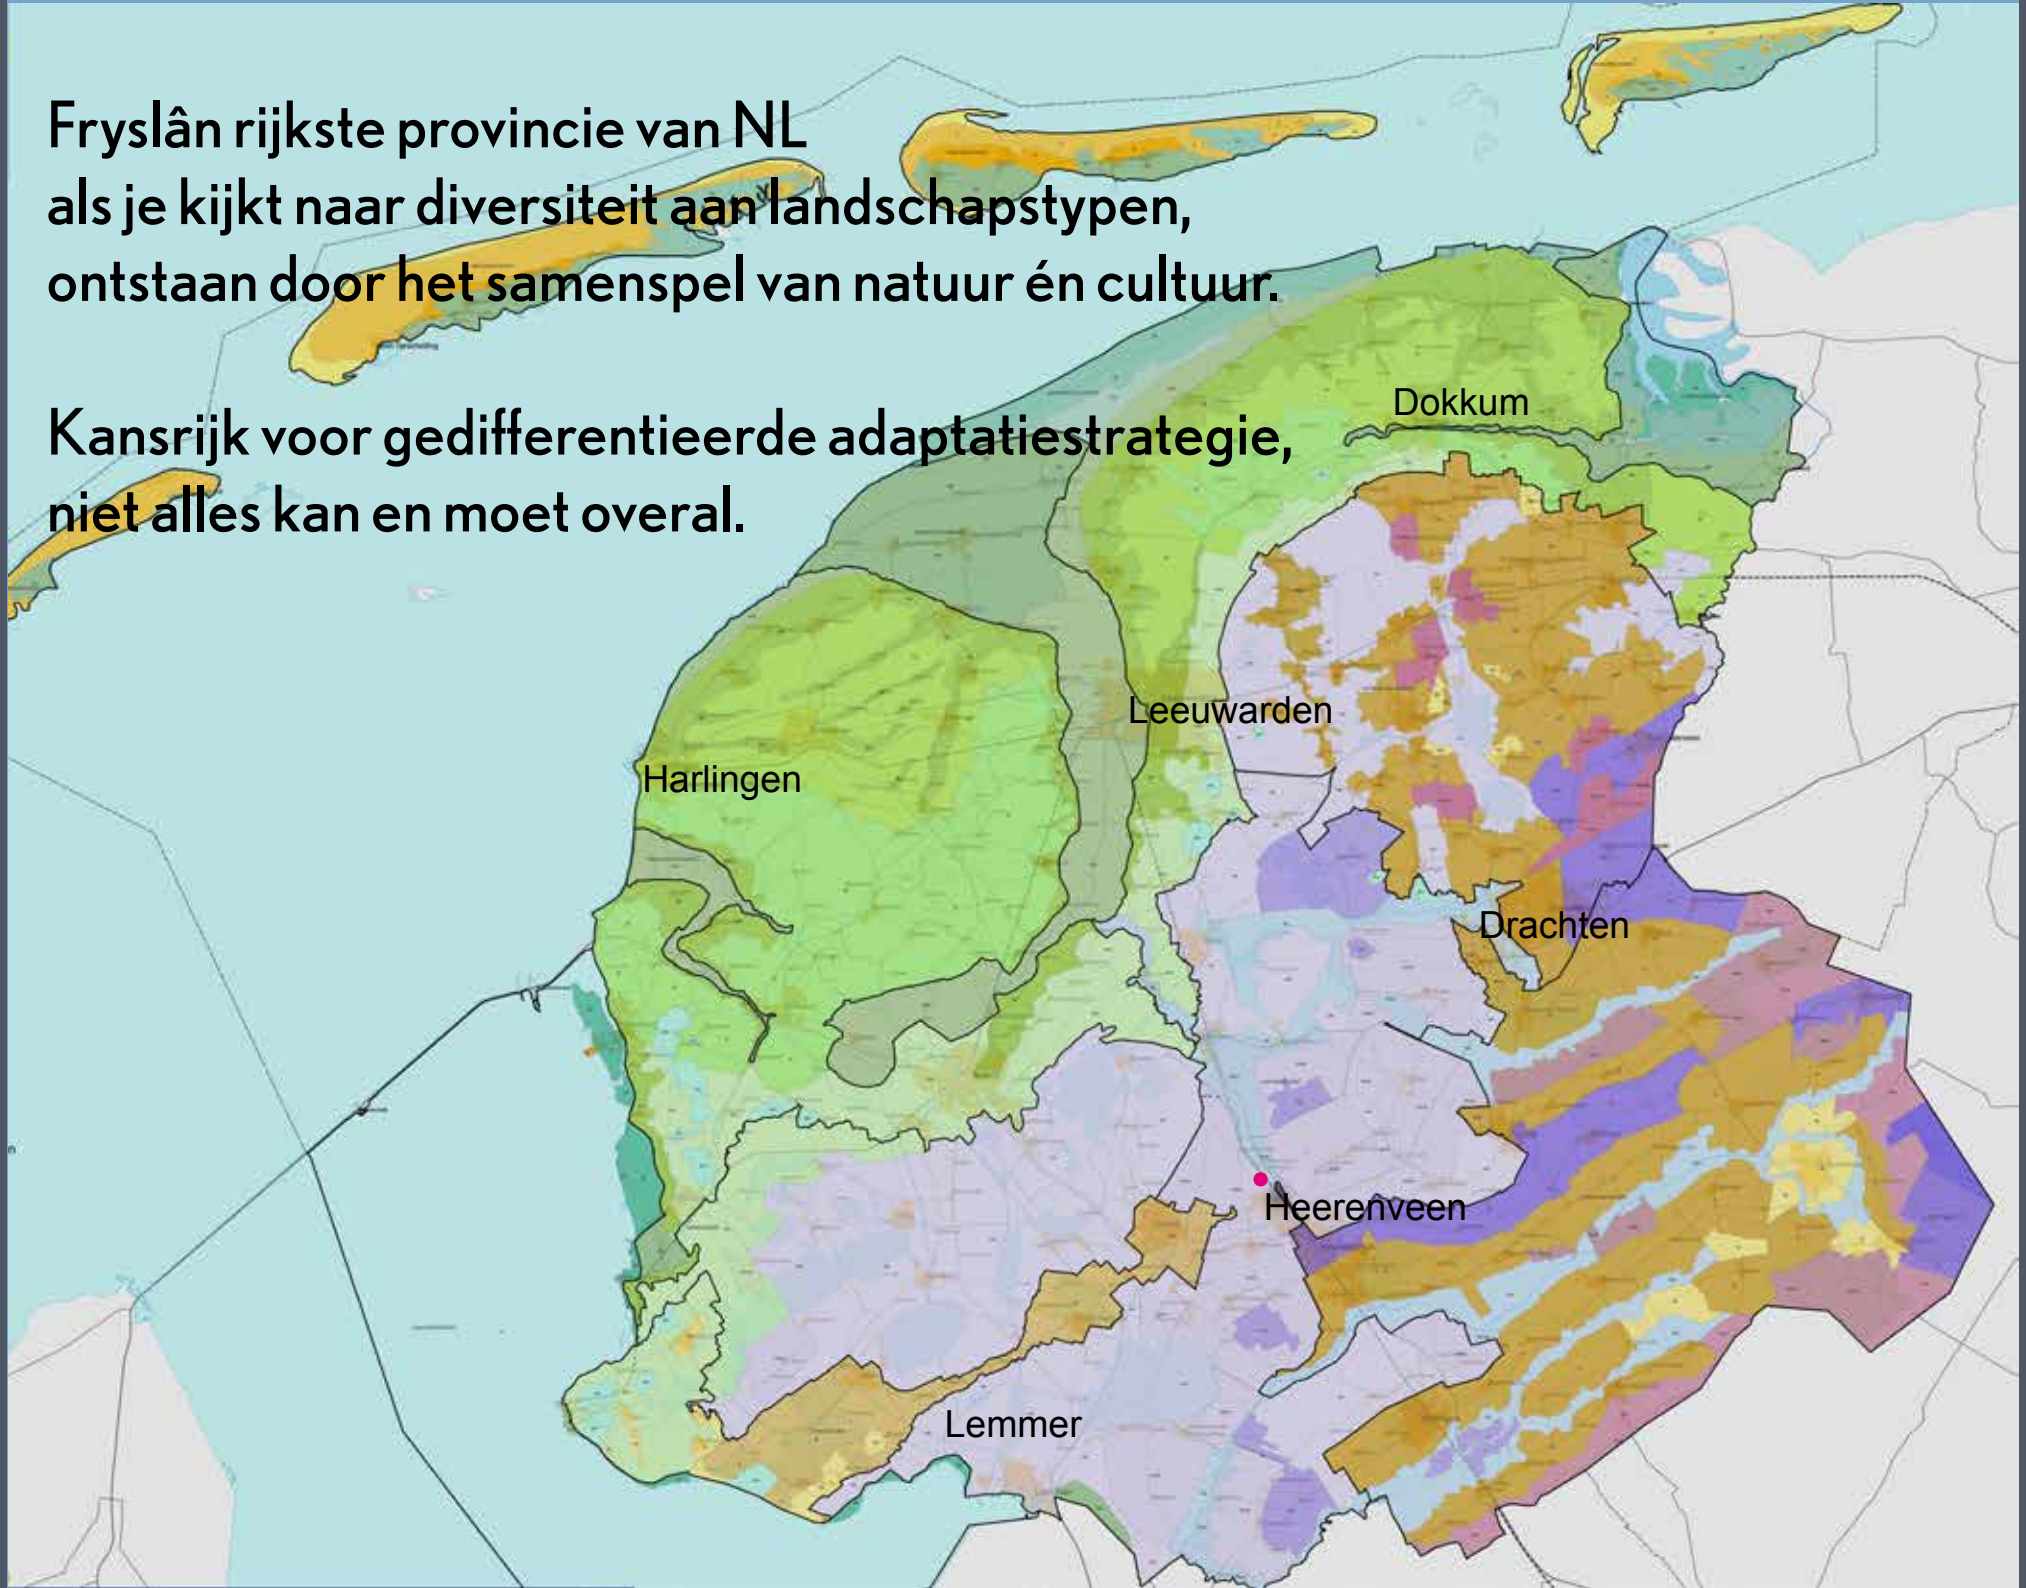 Fryslân rijkste provincie van NL
als je kijkt naar diversiteit aan landschapstypen,
ontstaan door het samenspel van natuur én cultuur.
Kansrijk voor gedifferentieerde adaptatiestrategie,
niet alles kan en moet overal.
Dokkum
Leeuwarden
Harlingen
Drachten
Heerenveen
Lemmer